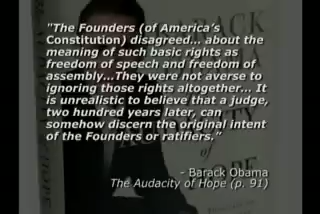 "The Founders (of America's
Constitution) disagreed... about the
meaning of such basic rights as
freedom of speech and freedom of
assembly...They were not averse to
ignoring those rights altogether... It
is unrealistic to believe that a judge,
two hundred years later, can
somehow discern the original intent
of the Founders or ratifiers."
- Barack Obama
The Audacity of Hope (p. 91)